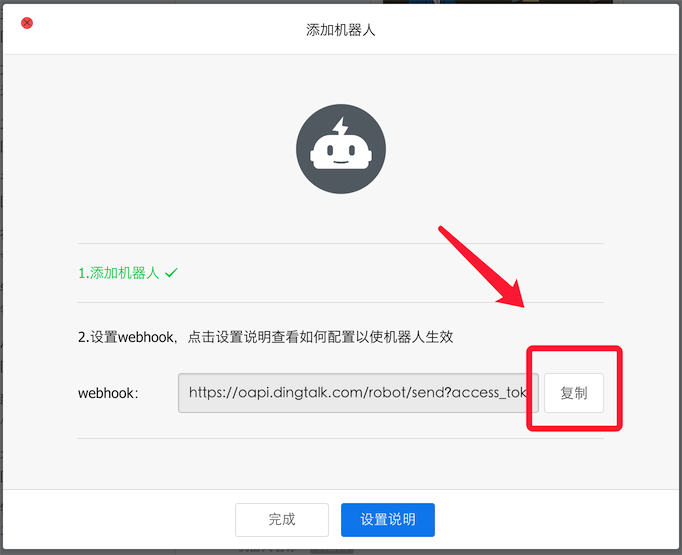 添加机器人
1.添加机器人
2.设置webhook，点击设置说明查看如何配置以使机器人生效
webhook: https://oapi.dingtalk.com/robot/send?access_tok 复制
完成 设置说明